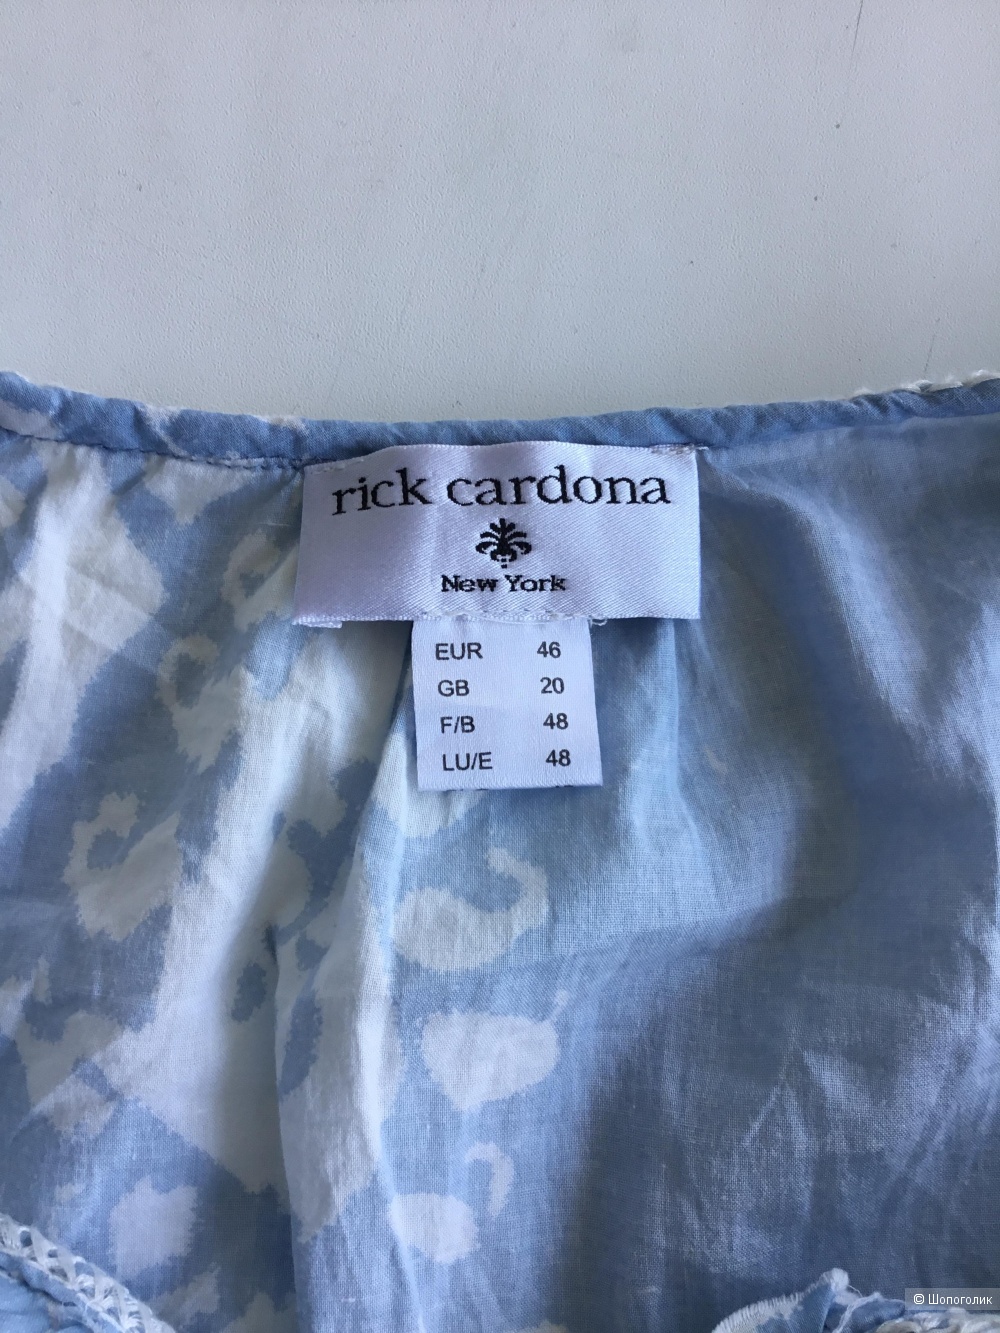 rick cardona
New York
EUR 46
GB 20
F/B 48
LU/E 48
© Шопоголик